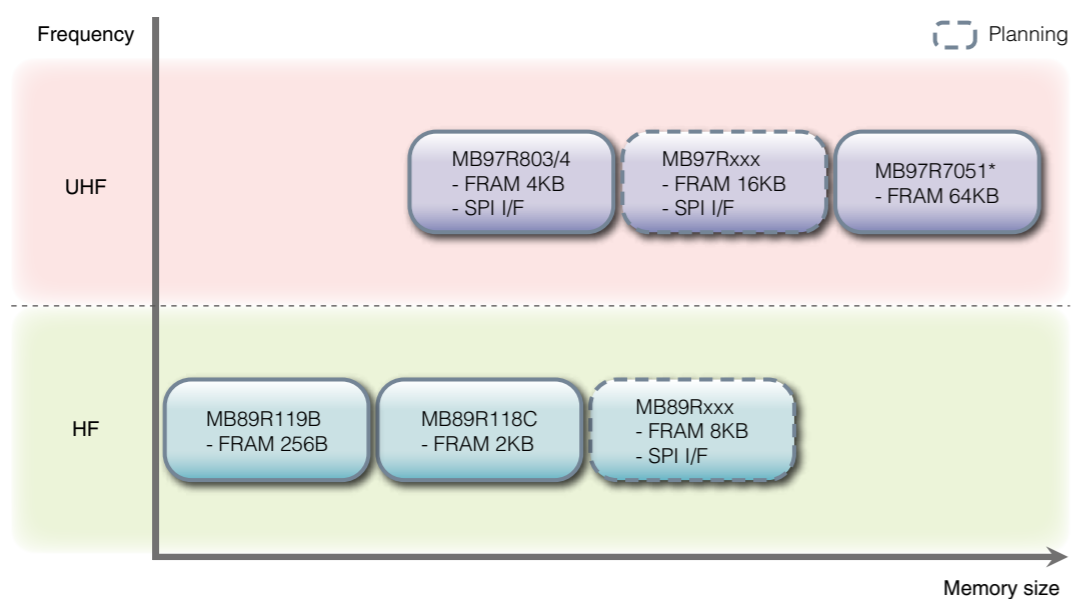 Frequency
Planning
UHF
MB97R803/4
- FRAM 4KB
- SPI I/F
MB97Rxxx
- FRAM 16KB
- SPI I/F
MB97R7051*
- FRAM 64KB
HF
MB89R119B
- FRAM 256B
MB89R118C
- FRAM 2KB
MB89Rxxx
- FRAM 8KB
- SPI I/F
Memory size